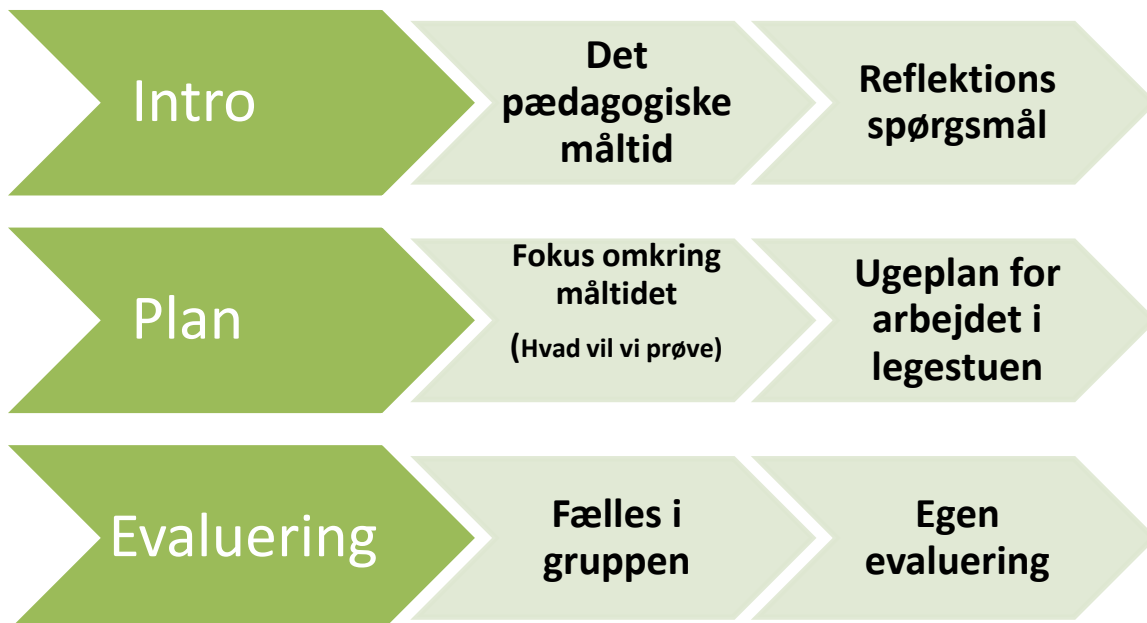 Intro
Det
pædagogiske
måltid
Reflektions
spørgsmål
Plan
Fokus omkring
måltidet
(Hvad vil vi prøve)
Ugeplan for
arbejdet i
legestuen
Evaluering
Fælles i
gruppen
Egen
evaluering